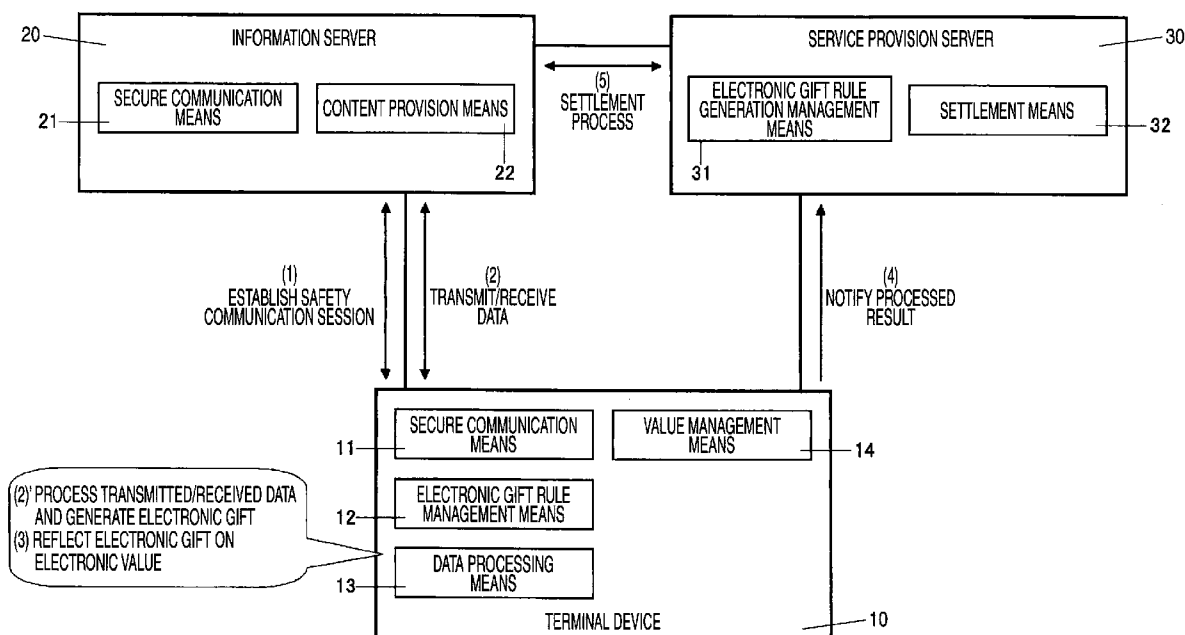 20
INFORMATION SERVER
SECURE COMMUNICATION
MEANS
21
CONTENT PROVISION MEANS
22
(5)
SETTLEMENT
PROCESS
SERVICE PROVISION SERVER
30
ELECTRONIC GIFT RULE
GENERATION MANAGEMENT
MEANS
31
SETTLEMENT MEANS
32
(1)
ESTABLISH SAFETY
COMMUNICATION SESSION
(2)
TRANSMIT/RECEIVE
DATA
(4)
NOTIFY PROCESSED
RESULT
SECURE COMMUNICATION
MEANS
11
VALUE MANAGEMENT
MEANS
14
ELECTRONIC GIFT RULE
MANAGEMENT MEANS
12
DATA PROCESSING
MEANS
13
(2)' PROCESS TRANSMITTED/RECEIVED DATA
AND GENERATE ELECTRONIC GIFT
(3) REFLECT ELECTRONIC GIFT ON
ELECTRONIC VALUE
TERMINAL DEVICE
10